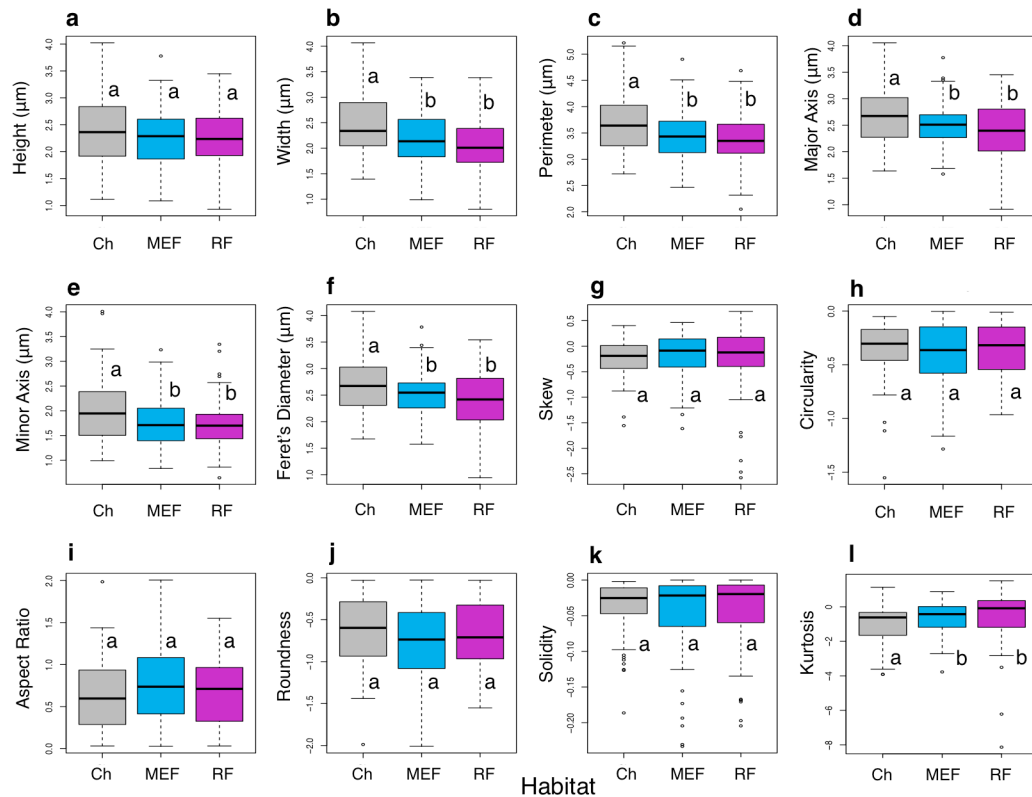 a
Height (µm)
1.0 1.5 2.0 2.5 3.0 3.5 4.0
a a a
Ch MEF RF
b
Width (µm)
1.0 1.5 2.0 2.5 3.0 3.5 4.0
a b b
Ch MEF RF
c
Perimeter (µm)
2.0 2.5 3.0 3.5 4.0 4.5 5.0
a b b
Ch MEF RF
d
Major Axis (µm)
1.0 1.5 2.0 2.5 3.0 3.5 4.0
a b b
Ch MEF RF
e
Minor Axis (µm)
1.0 1.5 2.0 2.5 3.0 3.5 4.0
a b b
Ch MEF RF
f
Feret's Diameter (µm)
1.0 1.5 2.0 2.5 3.0 3.5 4.0
a b b
Ch MEF RF
g
Skew
−2.5 −2.0 −1.5 −1.0 −0.5 0.0 0.5
a a a
Ch MEF RF
h
Circularity
−1.5 −1.0 −0.5 0.0
a a a
Ch MEF RF
i
Aspect Ratio
0.0 0.5 1.0 1.5 2.0
a a a
Ch MEF RF
j
Roundness
−2.0 −1.5 −1.0 −0.5 0.0
a a a
Ch MEF RF
k
Solidity
−0.20 −0.15 −0.10 −0.05 0.00
a a a
Ch MEF RF
l
Kurtosis
−8 −6 −4 −2 0
a b b
Ch MEF RF
Habitat